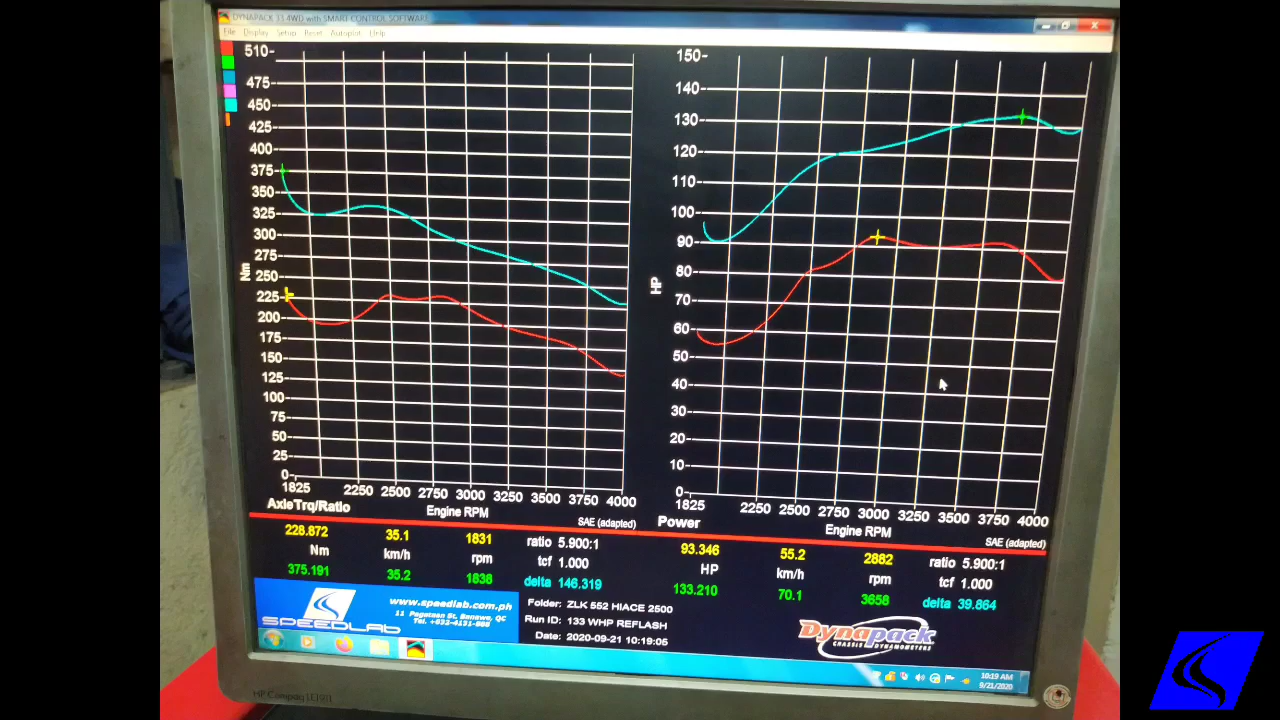 DYNAPACK 33 4WD with SMART CONTROL SOFTWARE
File Display Setup Reset Autoplot Help
510
475
450
425
400
375
350
325
300
275
250
225
200
175
150
125
100
75
50
25
0
Nm
1825 2250 2500 2750 3000 3250 3500 3750 4000
AxleTrq/Ratio Engine RPM SAE (adapted)
150
140
130
120
110
100
90
80
70
60
50
40
30
20
10
0
HP
1825 2250 2500 2750 3000 3250 3500 3750 4000
Power Engine RPM SAE (adapted)
228.872 35.1 1831 ratio 5.900:1
Nm km/h rpm tcf 1.000
375.191 35.2 1838 delta 146.319
93.346 55.2 2882 ratio 5.900:1
HP km/h rpm tcf 1.000
133.210 70.1 3658 delta 39.864
SPEEDLAB
www.speedlab.com.ph
Folder: ZLK 552 HIACE 2500
Run ID: 133 WHP REFLASH
Date: 2020-09-21 10:19:05
Dynapack
CHASSIS DYNAMOMETERS
10:19 AM
9/21/2020